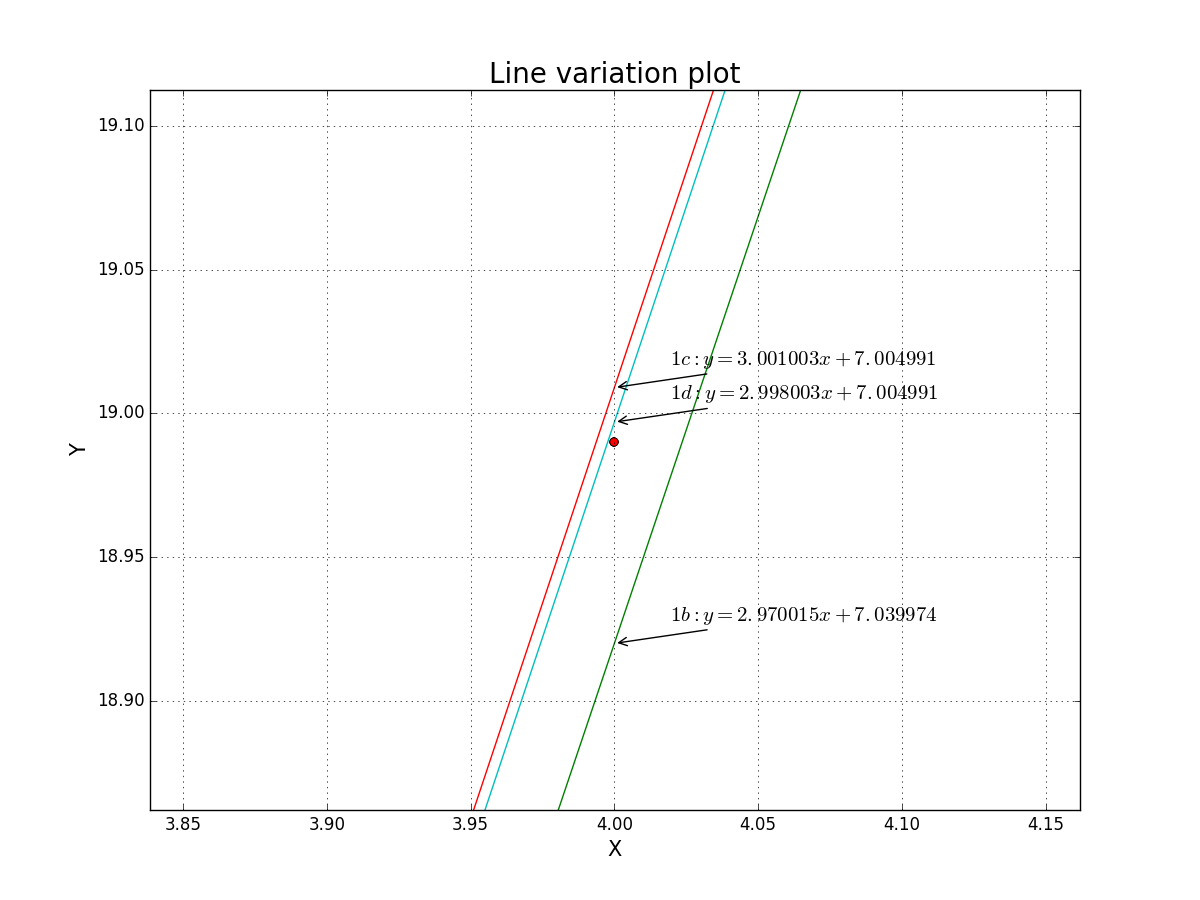 Line variation plot
19.10
19.05
1c : y = 3.001003x + 7.004991
1d : y = 2.998003x + 7.004991
19.00
Y
18.95
1b : y = 2.970015x + 7.039974
18.90
3.85 3.90 3.95 4.00 4.05 4.10 4.15
X